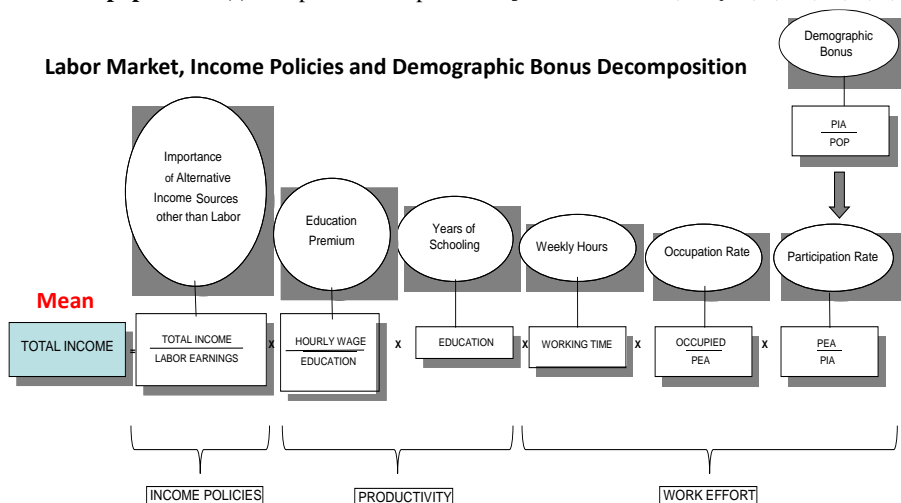 Demographic
Bonus
Labor Market, Income Policies and Demographic Bonus Decomposition
PIA
POP
Importance
of Alternative
Income Sources
other than Labor
Education
Premium
Years of
Schooling
Weekly Hours
Occupation Rate
Participation Rate
Mean
TOTAL INCOME
=
TOTAL INCOME
LABOR EARNINGS
x
HOURLY WAGE
EDUCATION
x
EDUCATION
x
WORKING TIME
x
OCCUPIED
PEA
x
PEA
PIA
INCOME POLICIES
PRODUCTIVITY
WORK EFFORT